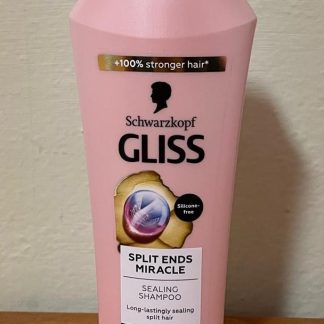 +100% stronger hair*
Schwarzkopf
GLISS
Silicone-
free
SPLIT ENDS
MIRACLE
SEALING
SHAMPOO
Long-lastingly sealing
split hair